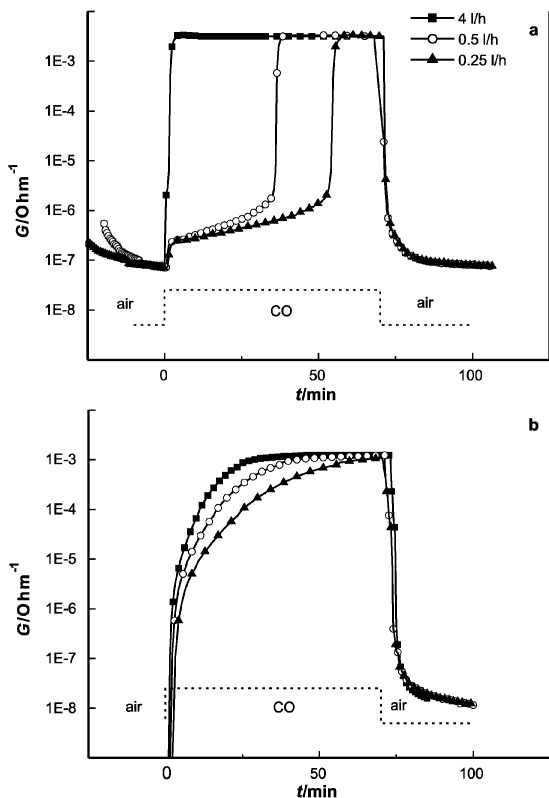 a
4 l/h
0.5 l/h
0.25 l/h
1E-3
1E-4
1E-5
1E-6
1E-7
1E-8
G/Ohm⁻¹
air
CO
air
0
50
100
t/min
b
1E-3
1E-4
1E-5
1E-6
1E-7
1E-8
G/Ohm⁻¹
air
CO
air
0
50
100
t/min